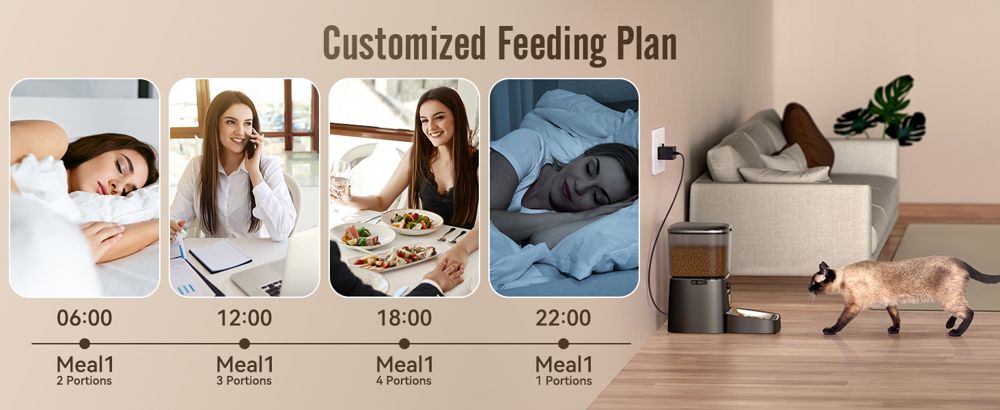 Customized Feeding Plan
06:00
12:00
18:00
22:00
Meal1
2 Portions
Meal1
3 Portions
Meal1
4 Portions
Meal1
1 Portions